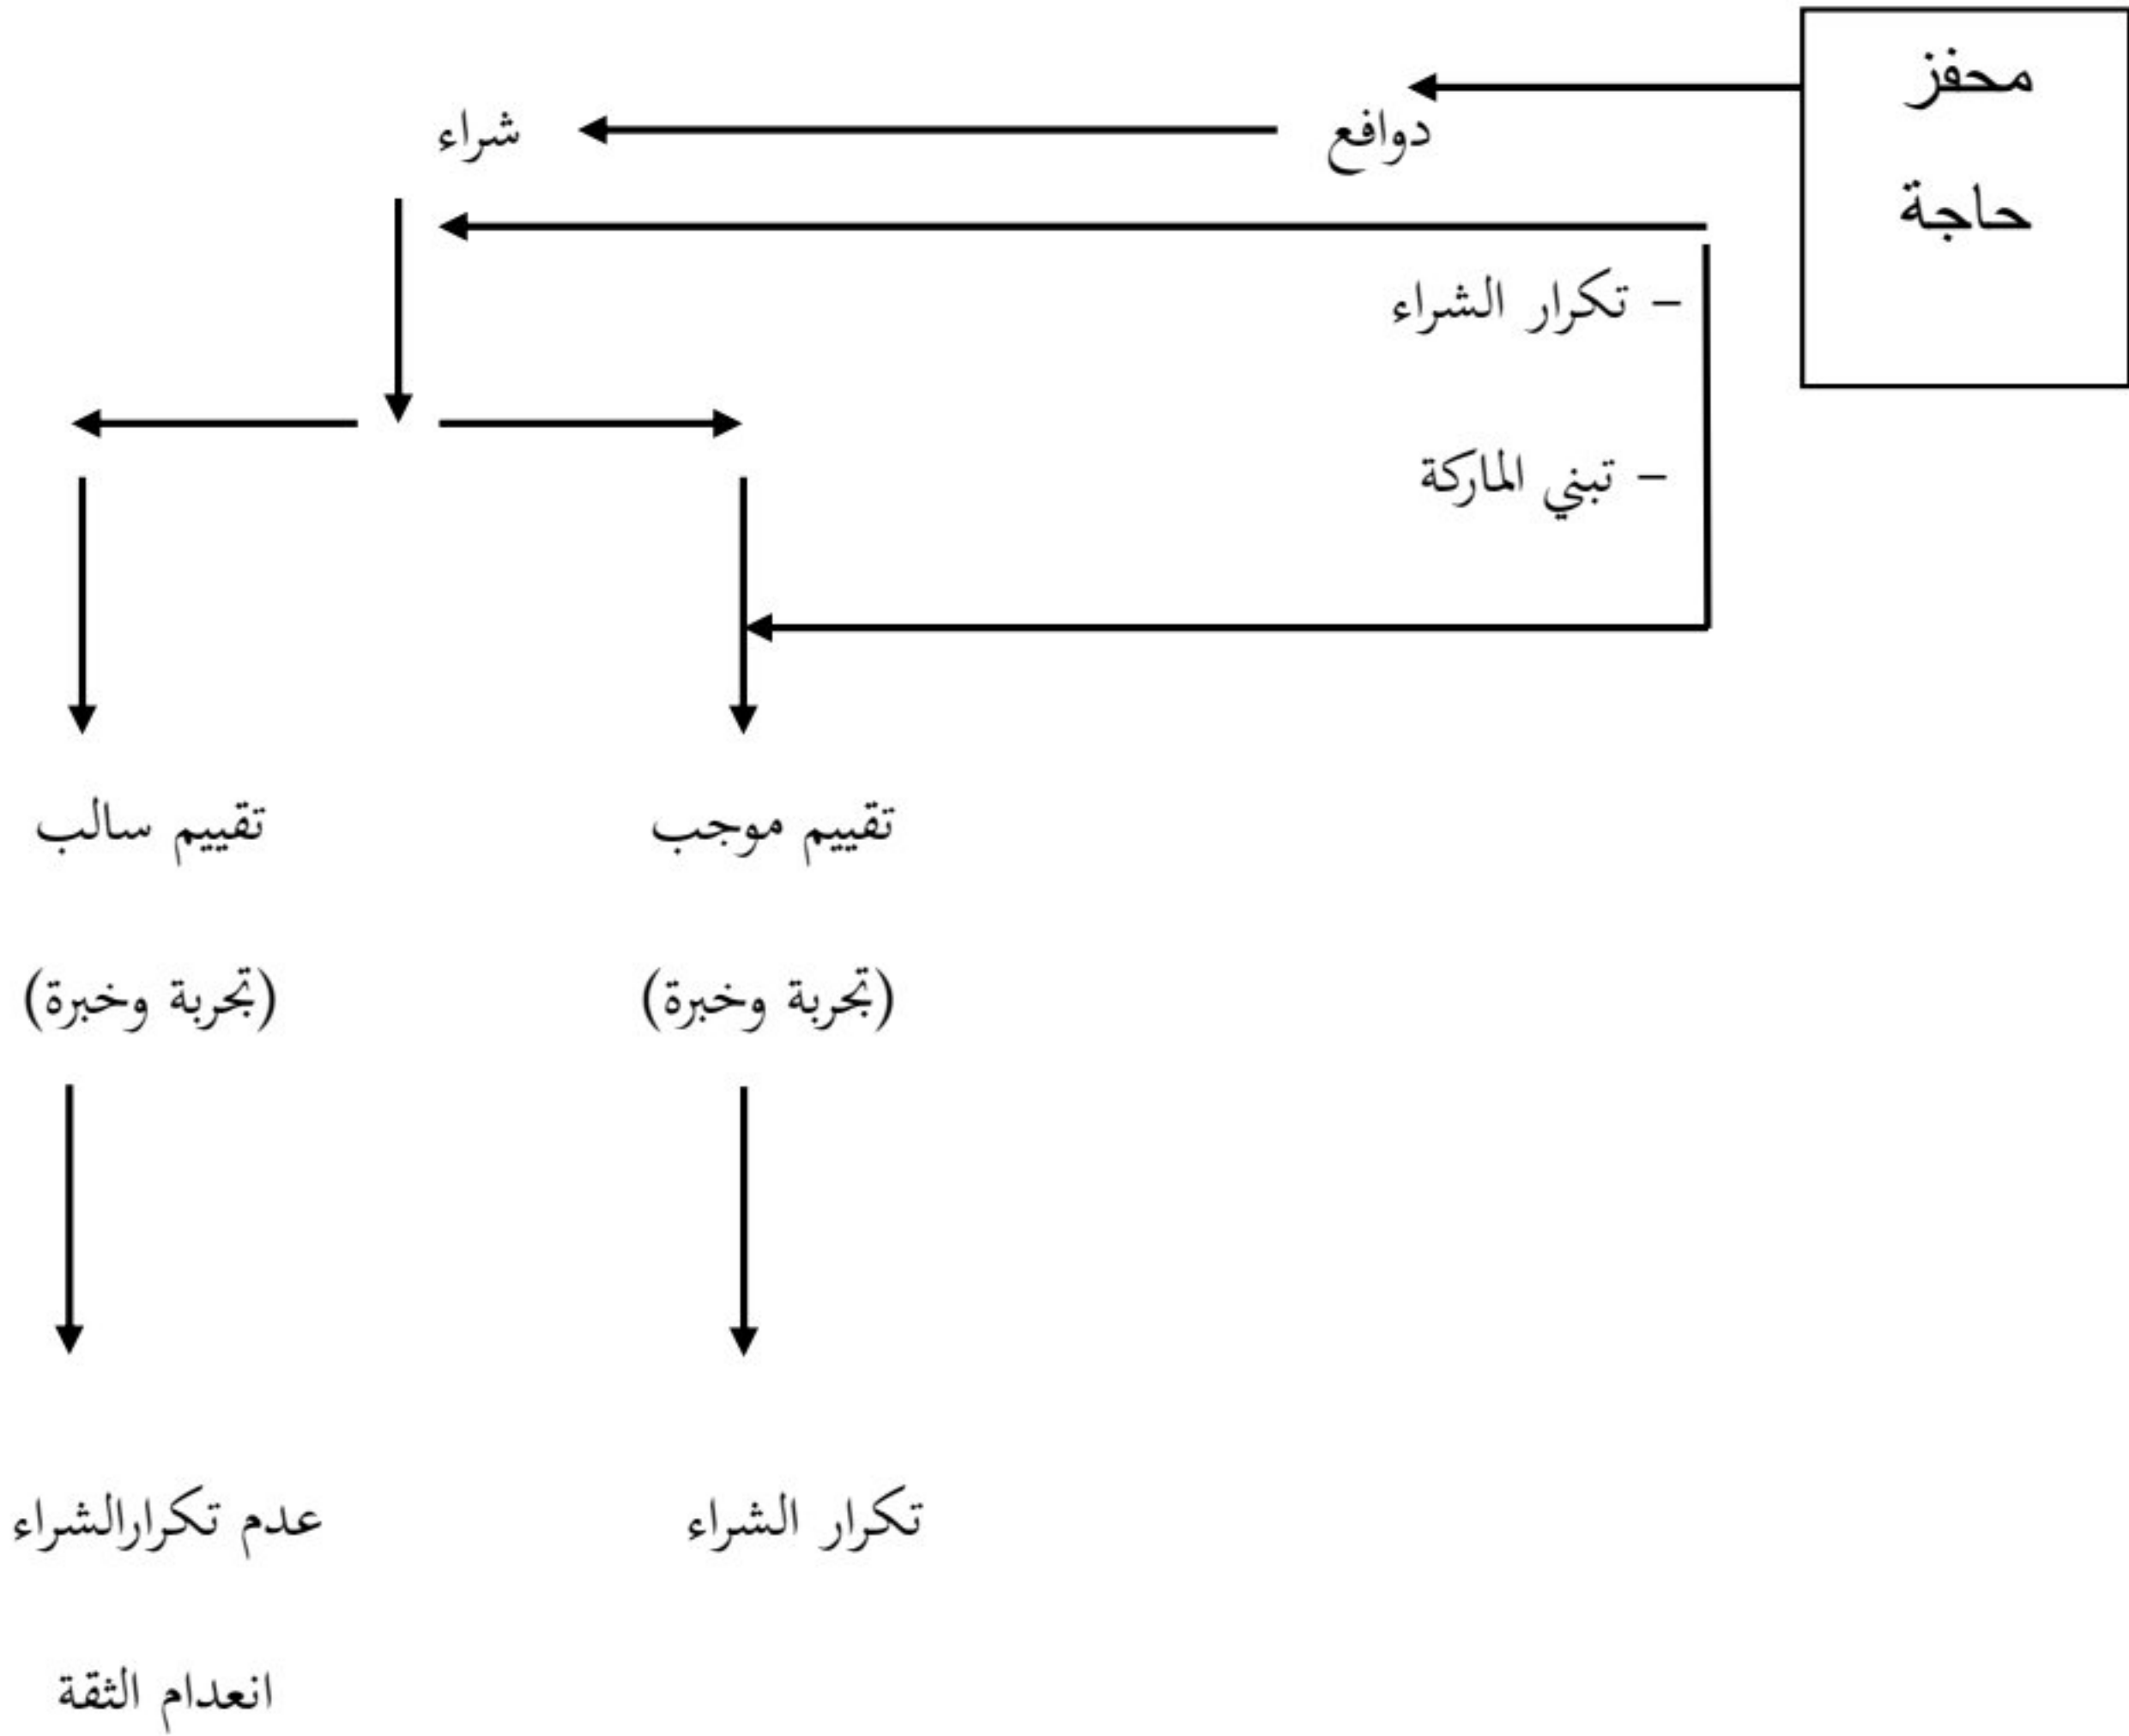 محفز
حاجة
دوافع
شراء
- تكرار الشراء
- تبني الماركة
تقييم موجب
تقييم سالب
(تجربة وخبرة)
(تجربة وخبرة)
تكرار الشراء
عدم تكرارالشراء
انعدام الثقة